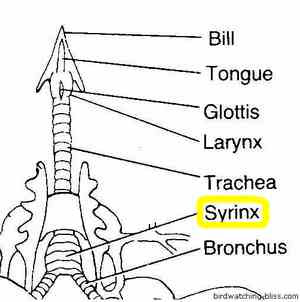 Bill
Tongue
Glottis
Larynx
Trachea
Syrinx
Bronchus
birdwatching-bliss.com